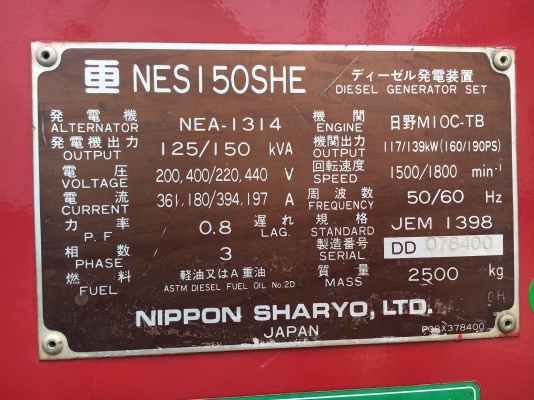 NES150SHE ディーゼル発電装置
DIESEL GENERATOR SET
発電機 NEA-1314 機関 日野M10C-TB
ALTERNATOR ENGINE
発電機出力 125/150 kVA 機関出力 117/139kW(160/190PS)
OUTPUT OUTPUT
電圧 200,400/220,440 V 回転速度 1500/1800 min⁻¹
VOLTAGE SPEED
電流 361,180/394,197 A 周波数 50/60 Hz
CURRENT FREQUENCY
力率 0.8 遅れ 規格 JEM 1398
P.F LAG. STANDARD
相数 3 製造番号 DD 078400
PHASE SERIAL
燃料 軽油又はA重油 質量 2500 kg
FUEL ASTM DIESEL FUEL OIL No.2D MASS
NIPPON SHARYO, LTD.
JAPAN